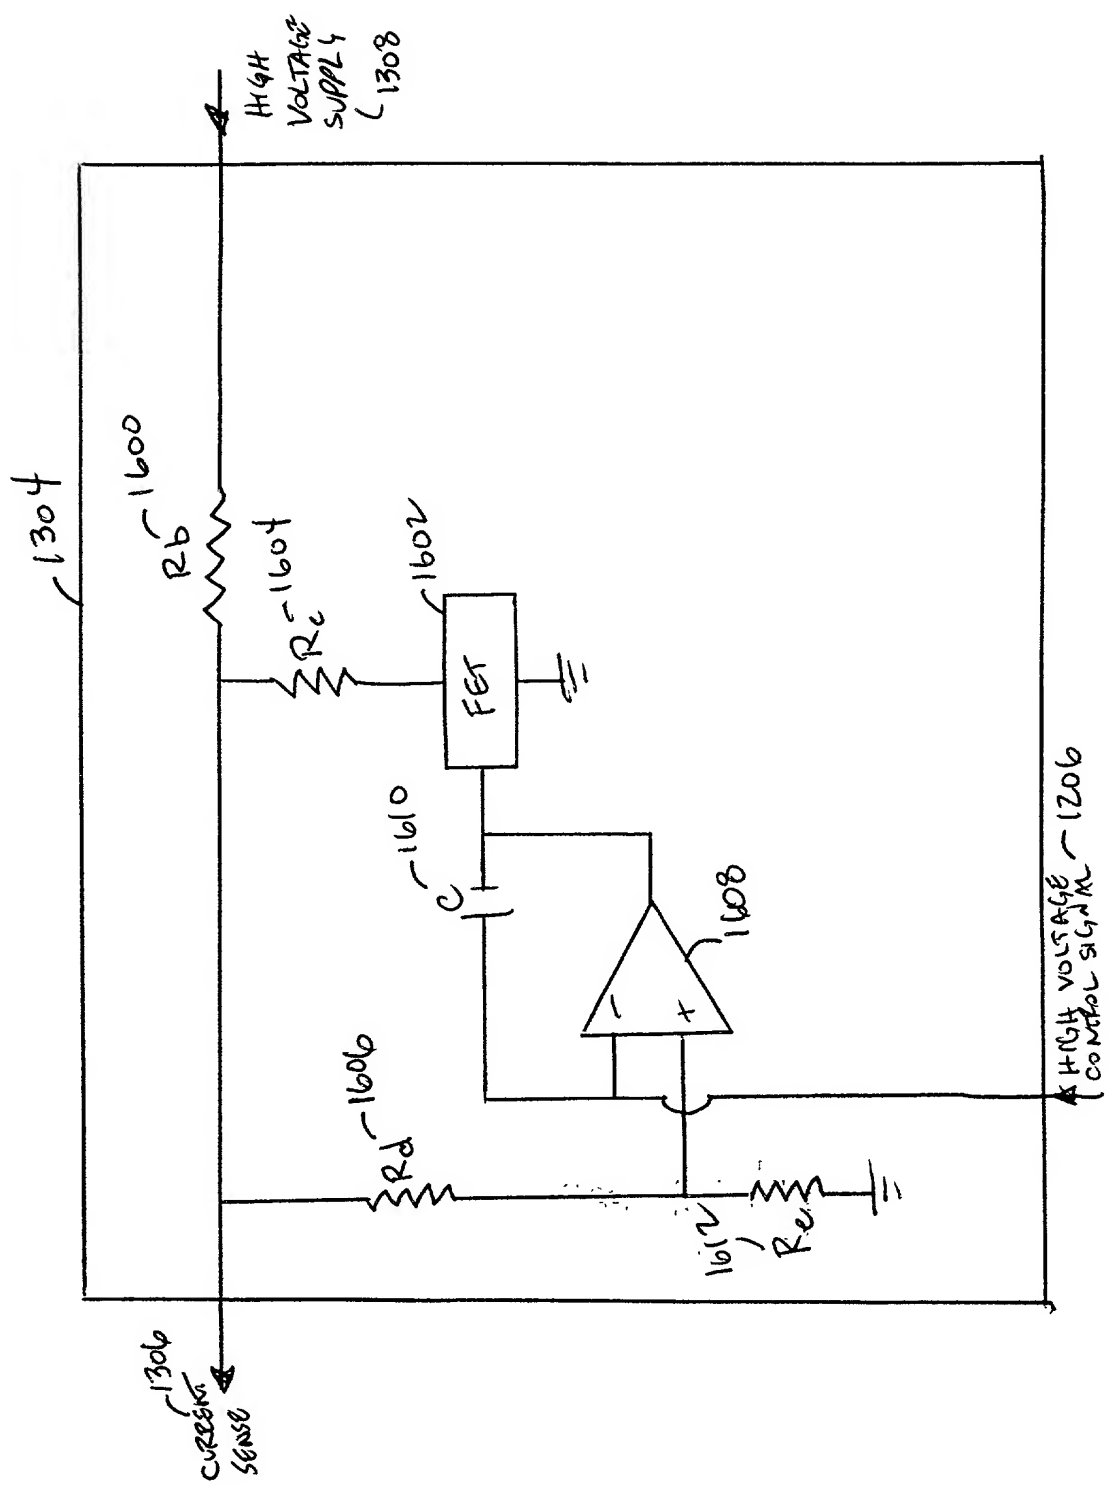 1304
CURRENT
SENSE
1306
Rb
1600
HIGH
VOLTAGE
SUPPLY
1308
Rc
1604
Rd
1606
C
1610
FET
1602
-
+
1608
1612
Re
HIGH VOLTAGE
CONTROL SIGNAL
1206